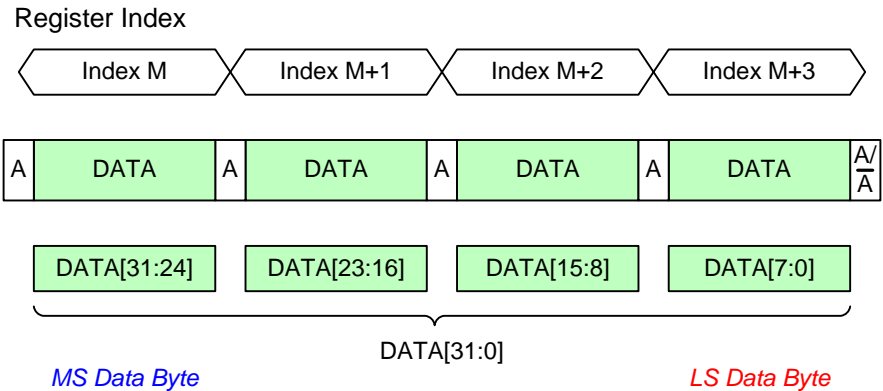 Register Index
Index M Index M+1 Index M+2 Index M+3
A DATA A DATA A DATA A DATA A/A̅
DATA[31:24] DATA[23:16] DATA[15:8] DATA[7:0]
DATA[31:0]
MS Data Byte LS Data Byte